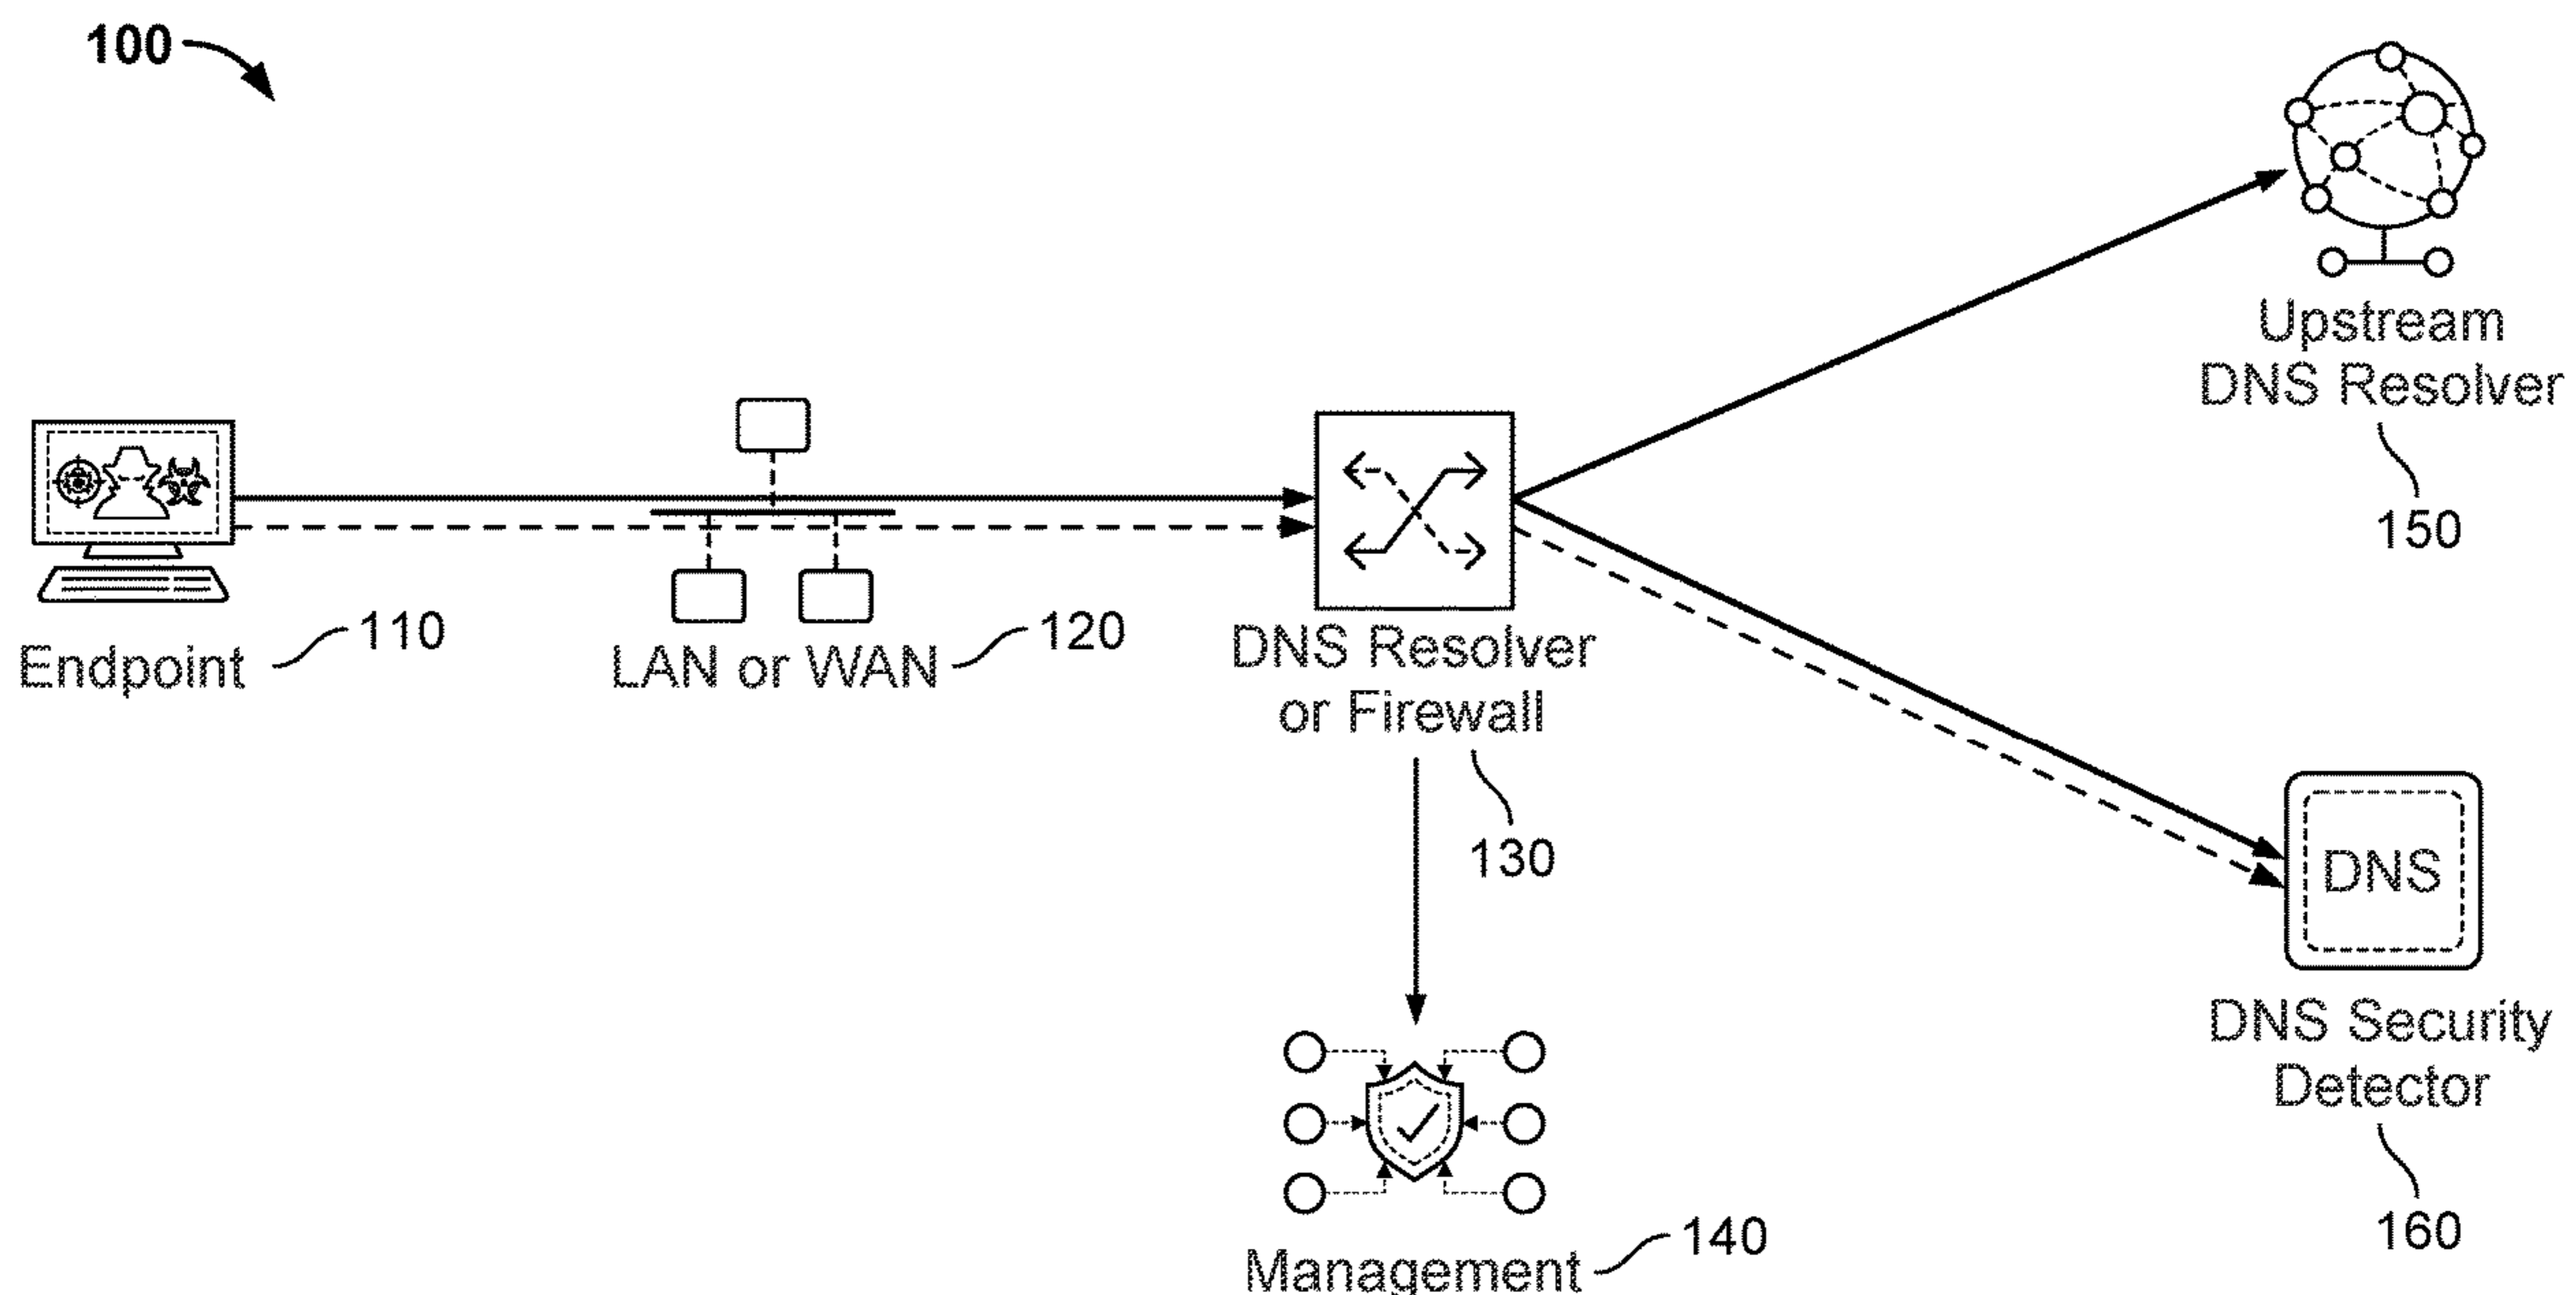 100
Upstream
DNS Resolver
150
Endpoint
110
LAN or WAN
120
DNS Resolver
or Firewall
130
DNS
DNS Security
Detector
160
Management
140